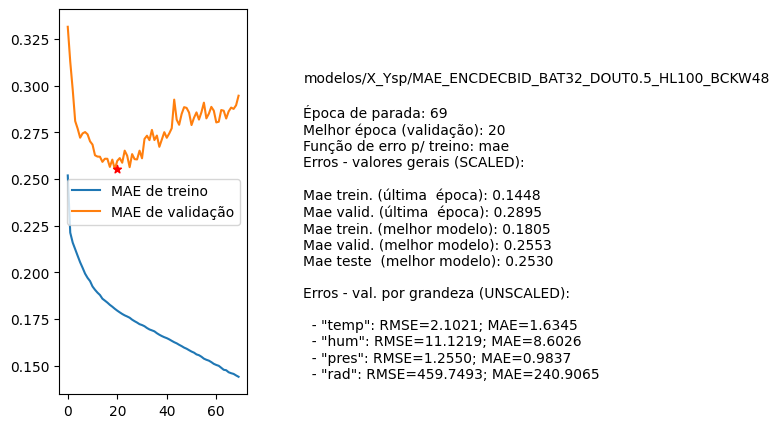 0.325
0.300
0.275
0.250
0.225
0.200
0.175
0.150
0
20
40
60
MAE de treino
MAE de validação
modelos/X_Ysp/MAE_ENCDECBID_BAT32_DOUT0.5_HL100_BCKW48
Época de parada: 69
Melhor época (validação): 20
Função de erro p/ treino: mae
Erros - valores gerais (SCALED):
Mae trein. (última  época): 0.1448
Mae valid. (última  época): 0.2895
Mae trein. (melhor modelo): 0.1805
Mae valid. (melhor modelo): 0.2553
Mae teste  (melhor modelo): 0.2530
Erros - val. por grandeza (UNSCALED):
- "temp": RMSE=2.1021; MAE=1.6345
- "hum": RMSE=11.1219; MAE=8.6026
- "pres": RMSE=1.2550; MAE=0.9837
- "rad": RMSE=459.7493; MAE=240.9065